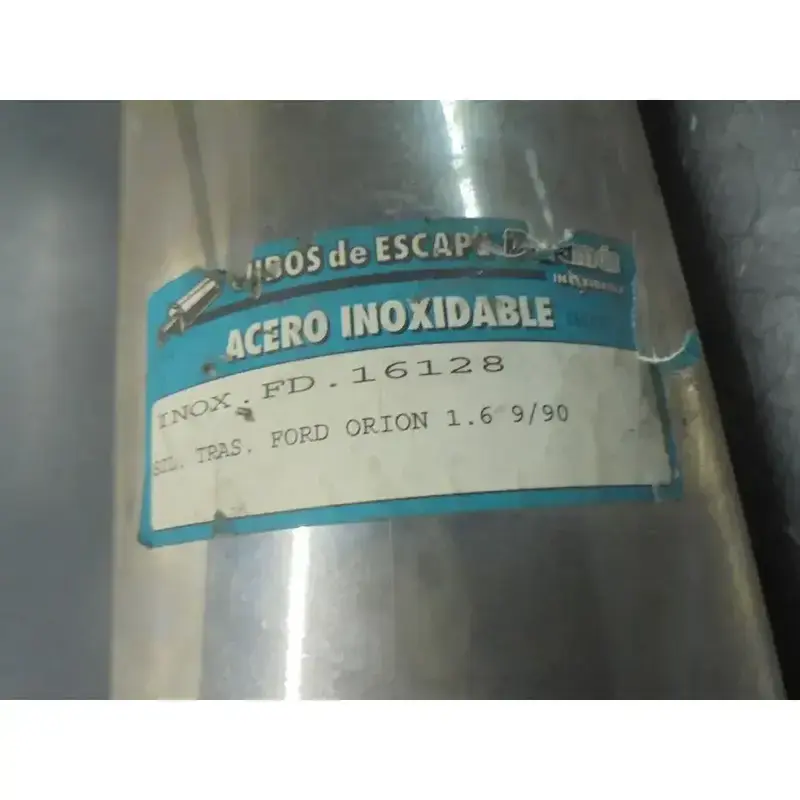 TUBOS de ESCAPE
ACERO INOXIDABLE
INOX.FD.16128
SIL. TRAS. FORD ORION 1.6 9/90